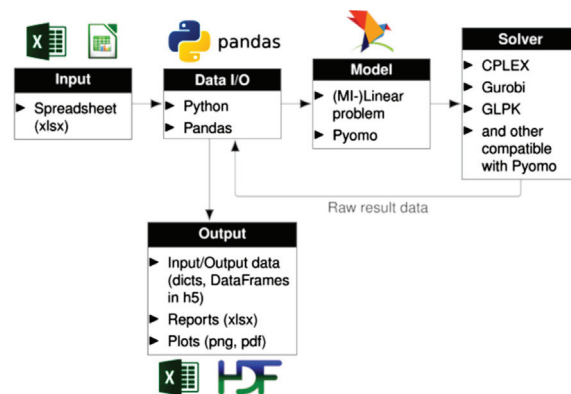 pandas
Input
Spreadsheet
(xlsx)
Data I/O
Python
Pandas
Model
(MI-)Linear
problem
Pyomo
Solver
CPLEX
Gurobi
GLPK
and other
compatible
with Pyomo
Raw result data
Output
Input/Output data
(dicts, DataFrames
in h5)
Reports (xlsx)
Plots (png, pdf)
X
HDF